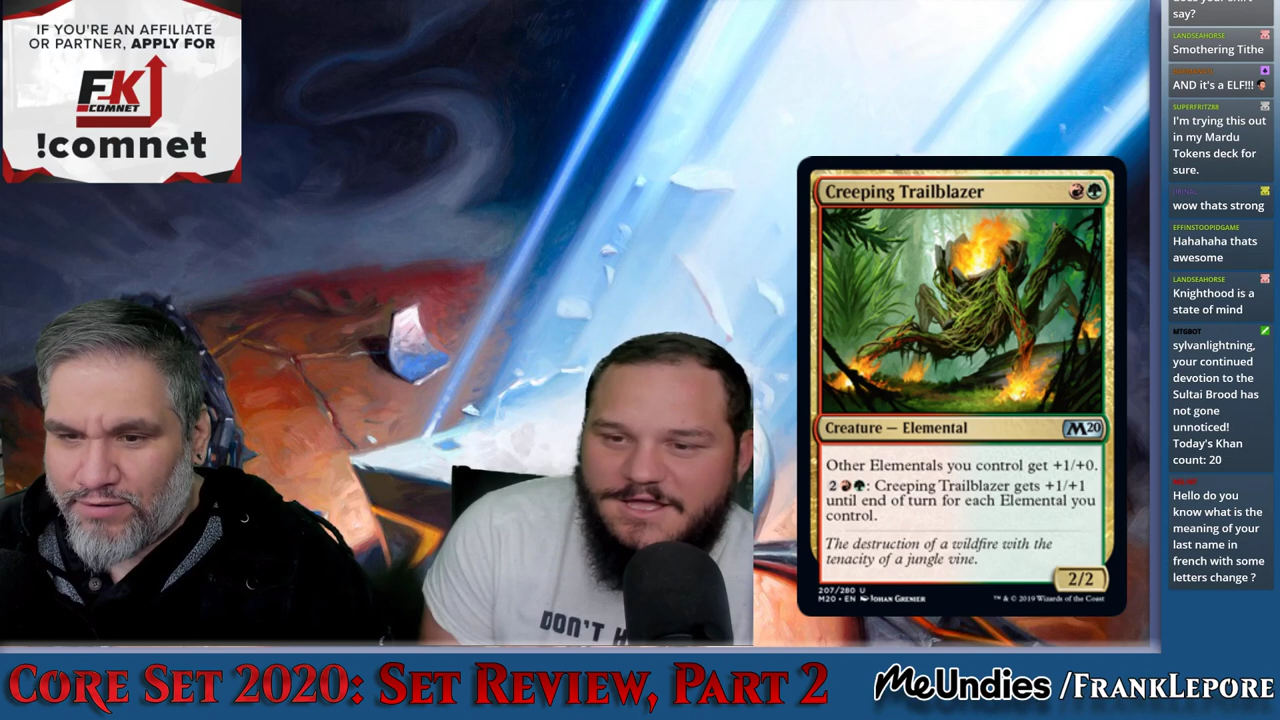 IF YOU'RE AN AFFILIATE
OR PARTNER, APPLY FOR
F2K
COMNET
!comnet
say?
LANDSEAHORSE
Smothering Tithe
AND it's a ELF!!!
SUPERFRITZ88
I'm trying this out
in my Mardu
Tokens deck for
sure.
wow thats strong
EFFINSTOOPIDGAME
Hahahaha thats
awesome
LANDSEAHORSE
Knighthood is a
state of mind
MTGBOT
sylvanlightning,
your continued
devotion to the
Sultai Brood has
not gone
unnoticed!
Today's Khan
count: 20
Hello do you
know what is the
meaning of your
last name in
french with some
letters change ?
Creeping Trailblazer
Creature — Elemental
M20
Other Elementals you control get +1/+0.
2: Creeping Trailblazer gets +1/+1
until end of turn for each Elemental you
control.
The destruction of a wildfire with the
tenacity of a jungle vine.
2/2
207/280 U
M20 • EN Johan Grenier
™ & © 2019 Wizards of the Coast
DON'T H
Core Set 2020: Set Review, Part 2
MeUndies /FrankLepore